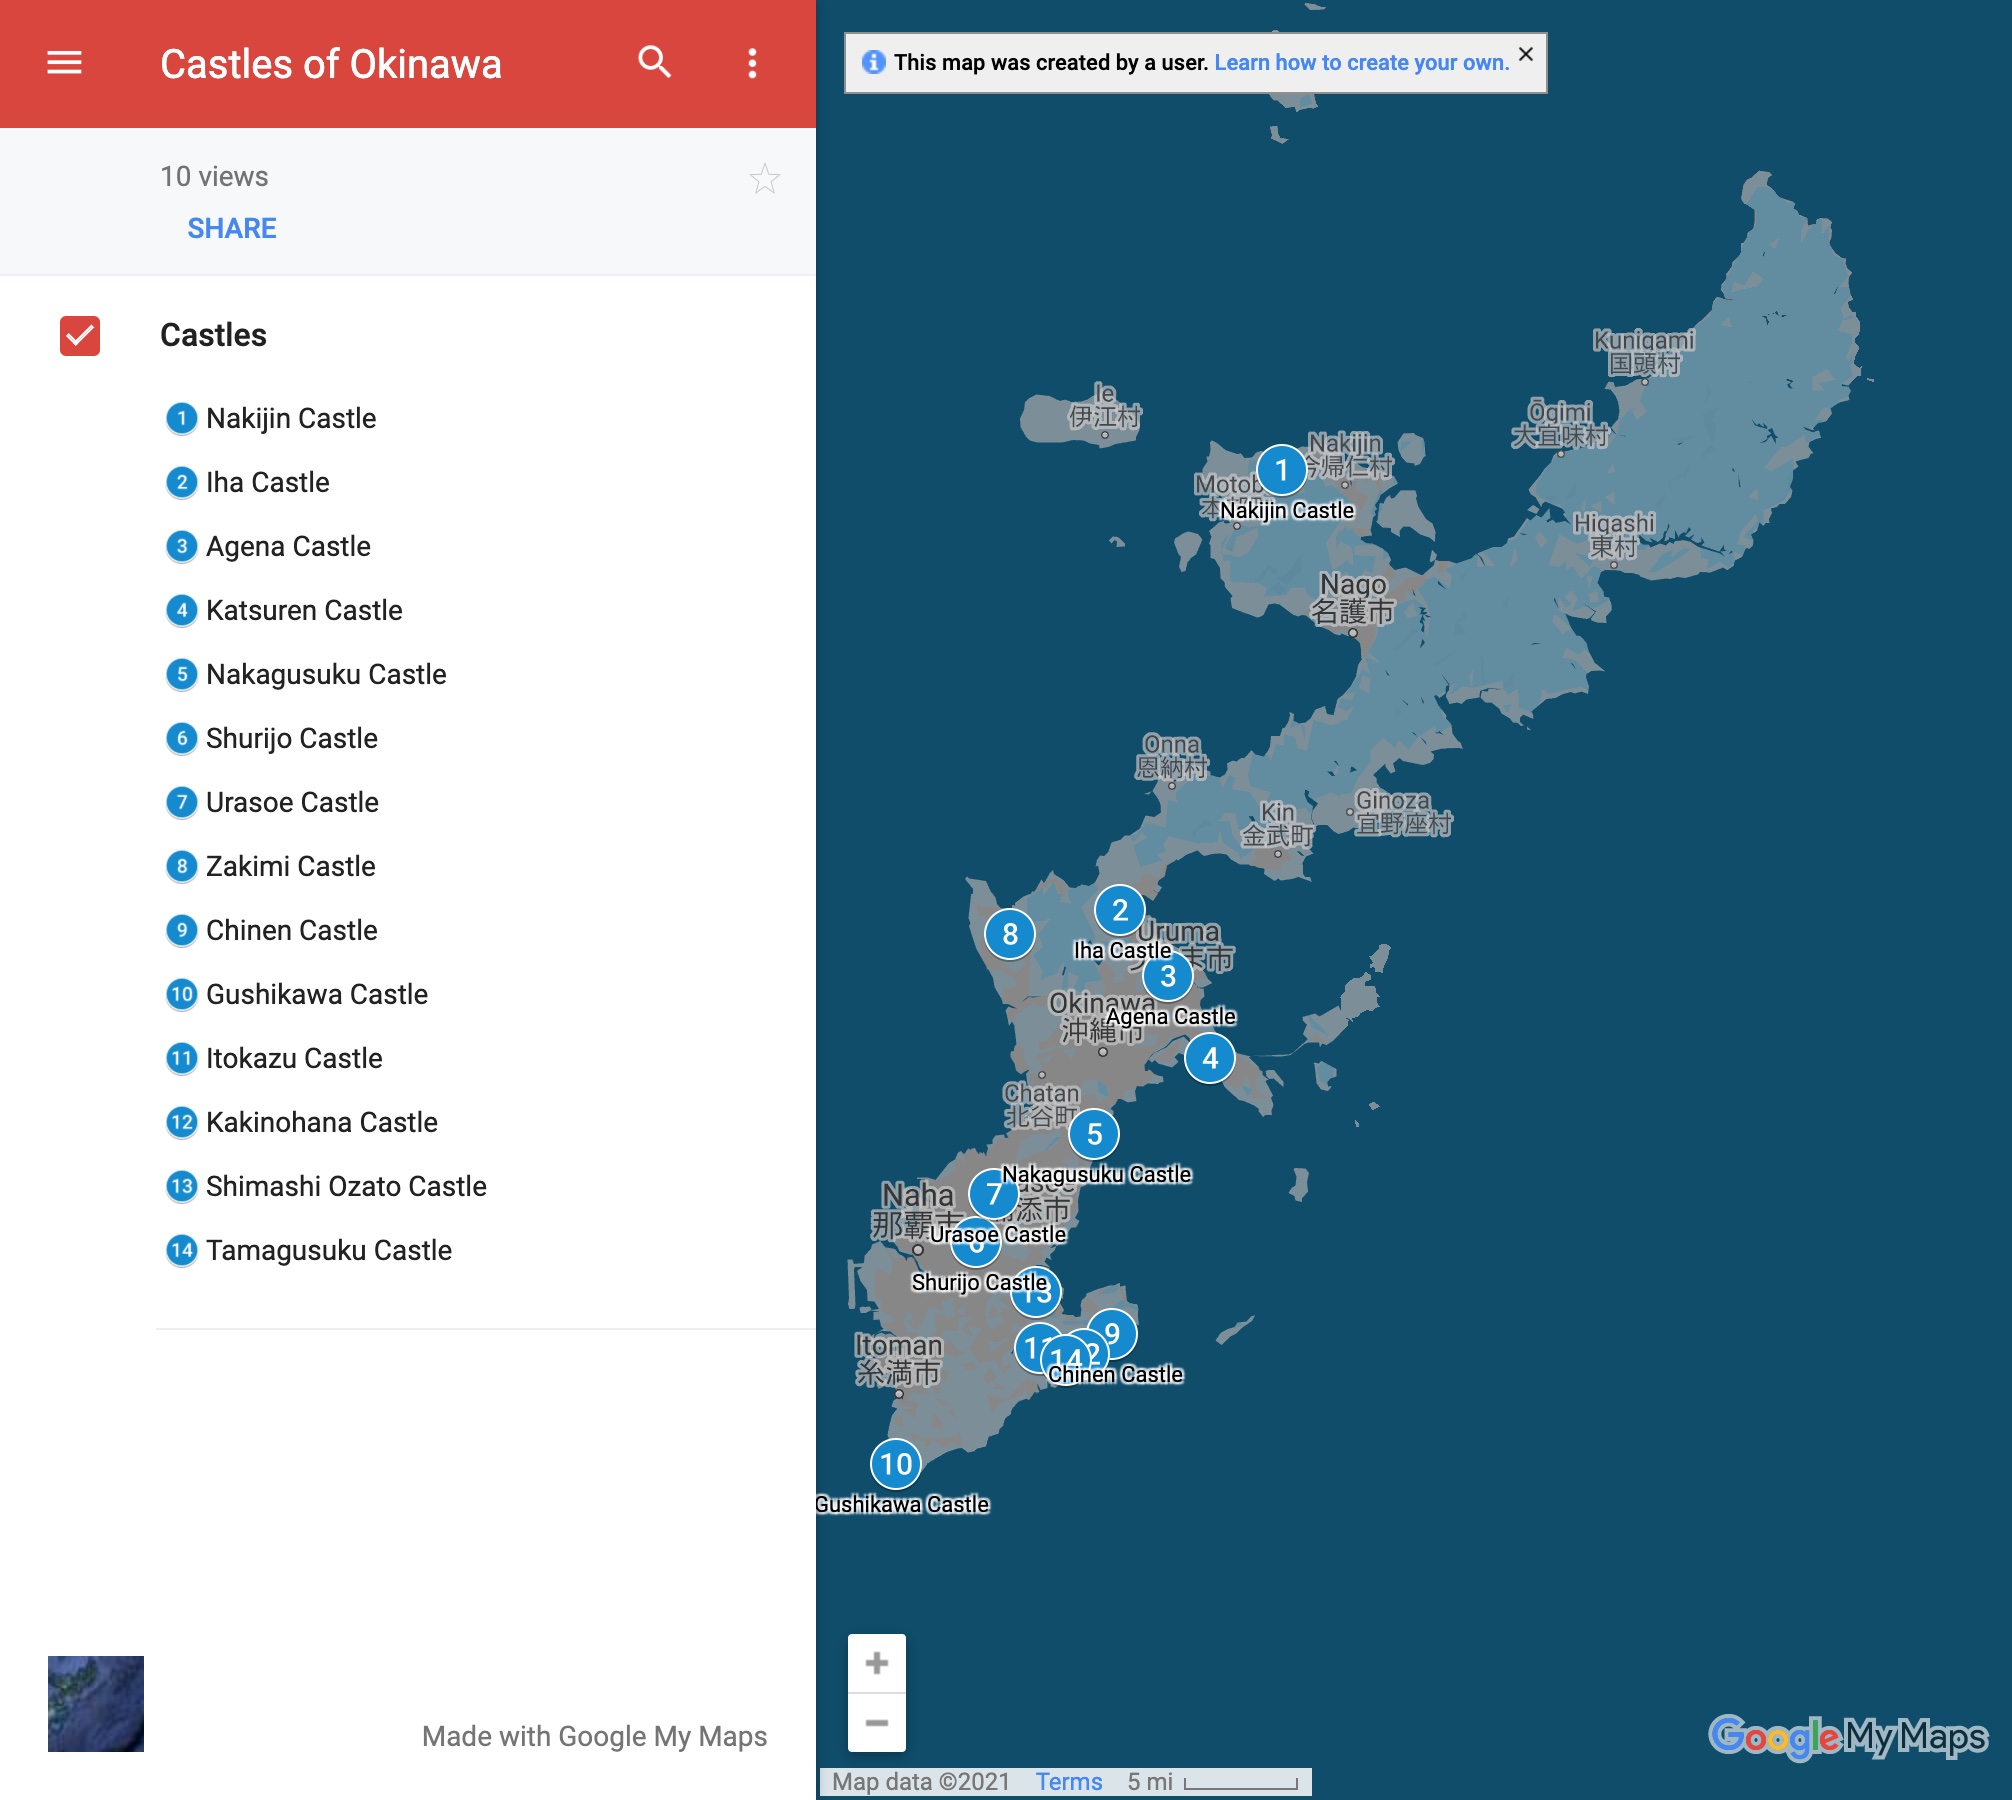 Castles of Okinawa
10 views
SHARE
Castles
1 Nakijin Castle
2 Iha Castle
3 Agena Castle
4 Katsuren Castle
5 Nakagusuku Castle
6 Shurijo Castle
7 Urasoe Castle
8 Zakimi Castle
9 Chinen Castle
10 Gushikawa Castle
11 Itokazu Castle
12 Kakinohana Castle
13 Shimashi Ozato Castle
14 Tamagusuku Castle
Made with Google My Maps
This map was created by a user. Learn how to create your own.
Kunigami
国頭村
Ie
伊江村
Ōgimi
大宜味村
Nakijin
今帰仁村
1
Nakijin Castle
Higashi
東村
Nago
名護市
Onna
恩納村
Kin
金武町
Ginoza
宜野座村
2
Iha Castle
8
Uruma
3
Agena Castle
Okinawa
沖縄市
4
Chatan
北谷町
5
Nakagusuku Castle
7
Naha
那覇市
Urasoe Castle
6
Shurijo Castle
13
9
11
14
Chinen Castle
Itoman
糸満市
10
Gushikawa Castle
Google My Maps
Map data ©2021 Terms 5 mi